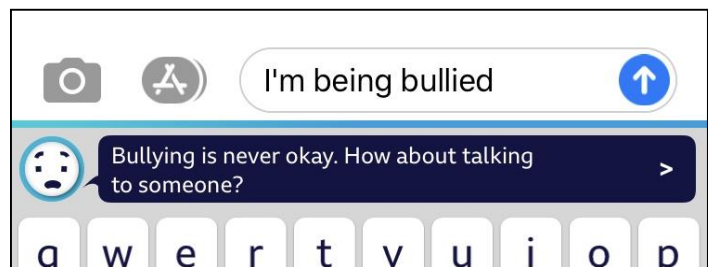 I'm being bullied
Bullying is never okay. How about talking
to someone?
>
q w e r t y u i o p